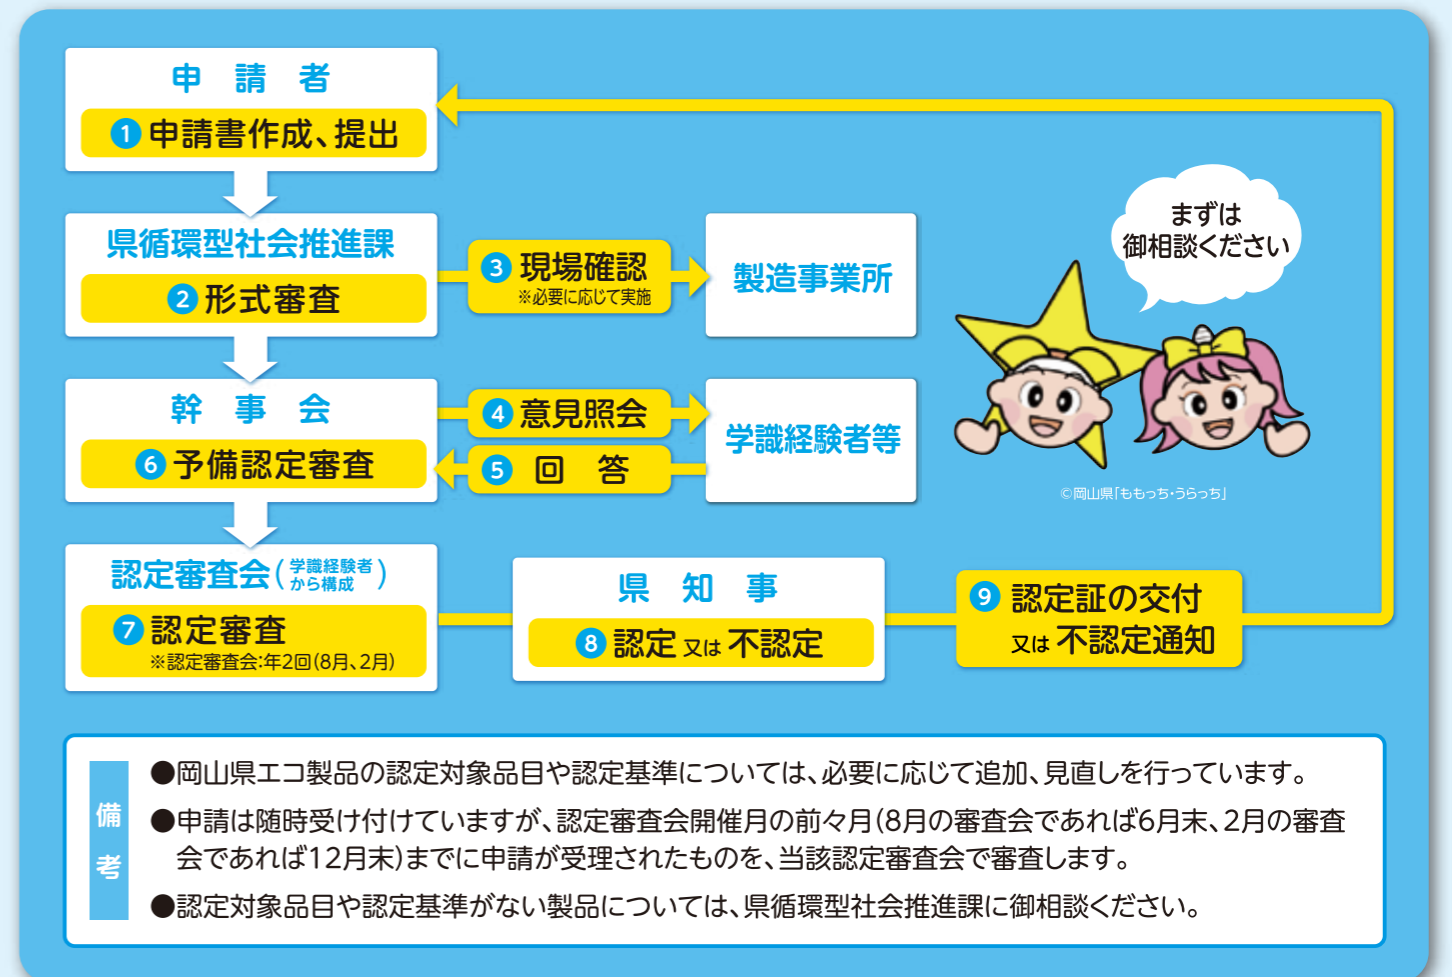 申請者
❶申請書作成、提出
県循環型社会推進課
❷形式審査
❸現場確認
※必要に応じて実施
製造事業所
まずは
御相談ください
幹事会
❻予備認定審査
❹意見照会
❺回答
学識経験者等
©岡山県「ももっち・うらっち」
認定審査会(学識経験者から構成)
❼認定審査
※認定審査会:年2回(8月、2月)
県知事
❽認定又は不認定
❾認定証の交付
又は不認定通知
備考
●岡山県エコ製品の認定対象品目や認定基準については、必要に応じて追加、見直しを行っています。
●申請は随時受け付けていますが、認定審査会開催月の前々月(8月の審査会であれば6月末、2月の審査
会であれば12月末)までに申請が受理されたものを、当該認定審査会で審査します。
●認定対象品目や認定基準がない製品については、県循環型社会推進課に御相談ください。